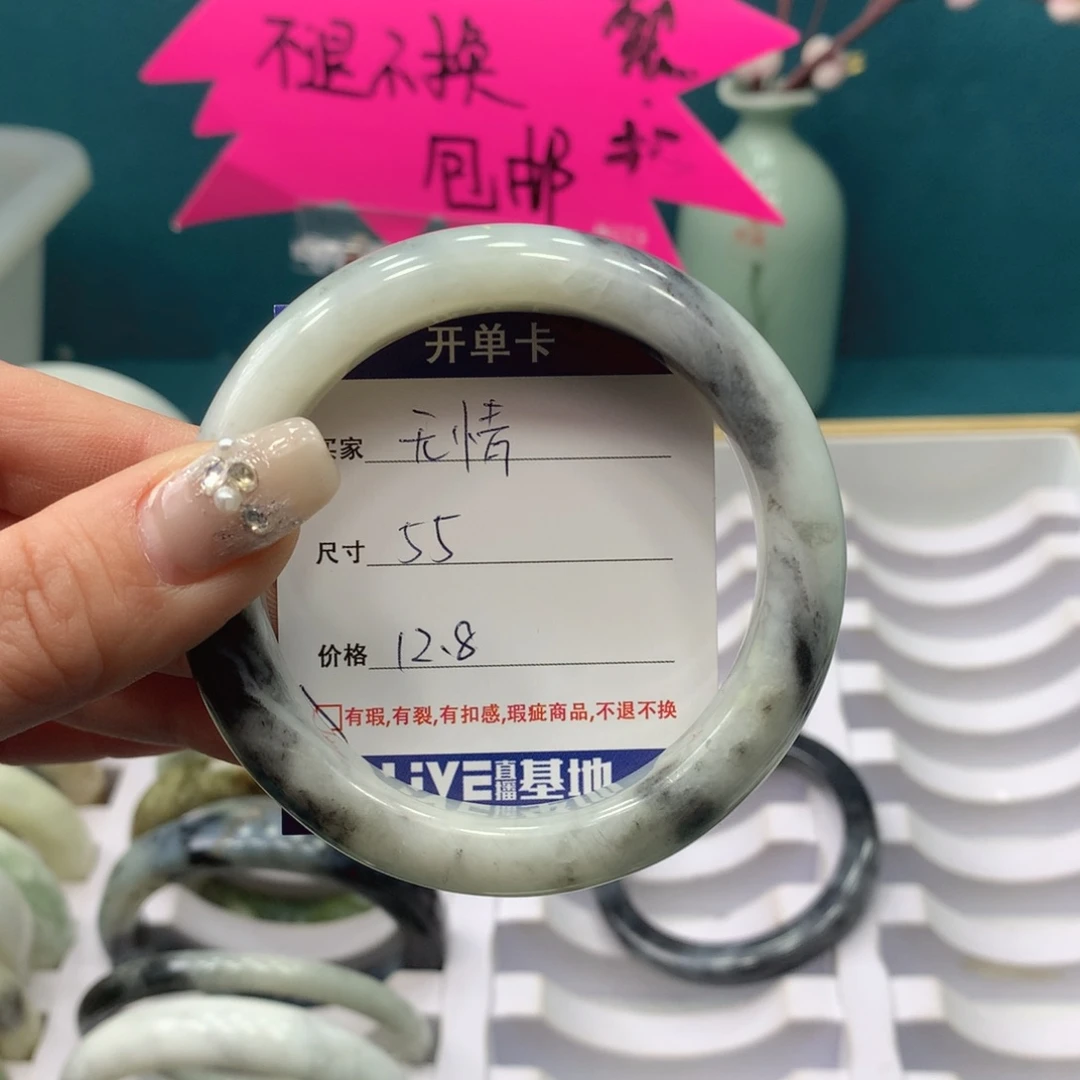 不退不换
包邮
开单卡
买家 无情
尺寸 55
价格 12.8
有瑕,有裂,有扣感,瑕疵商品,不退不换
LiVE直播基地